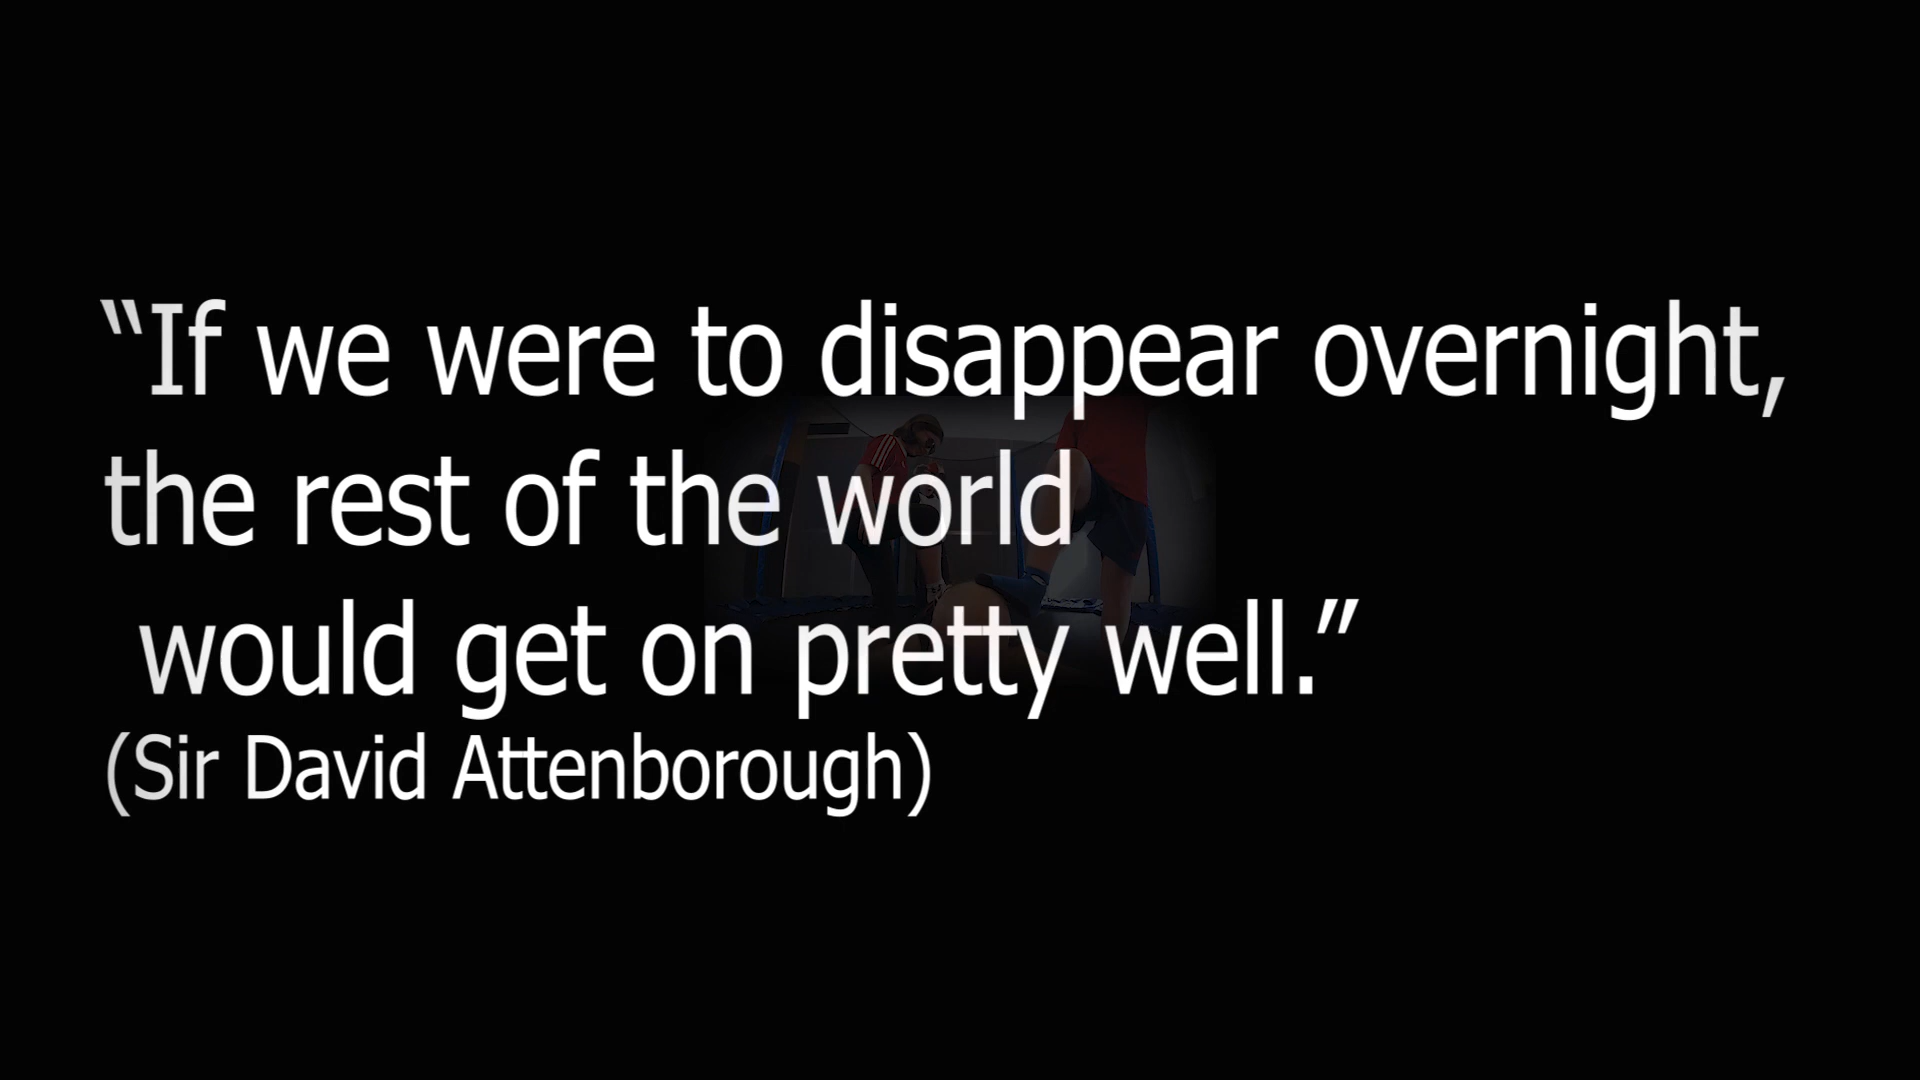 “If we were to disappear overnight,
the rest of the world
would get on pretty well.”
(Sir David Attenborough)